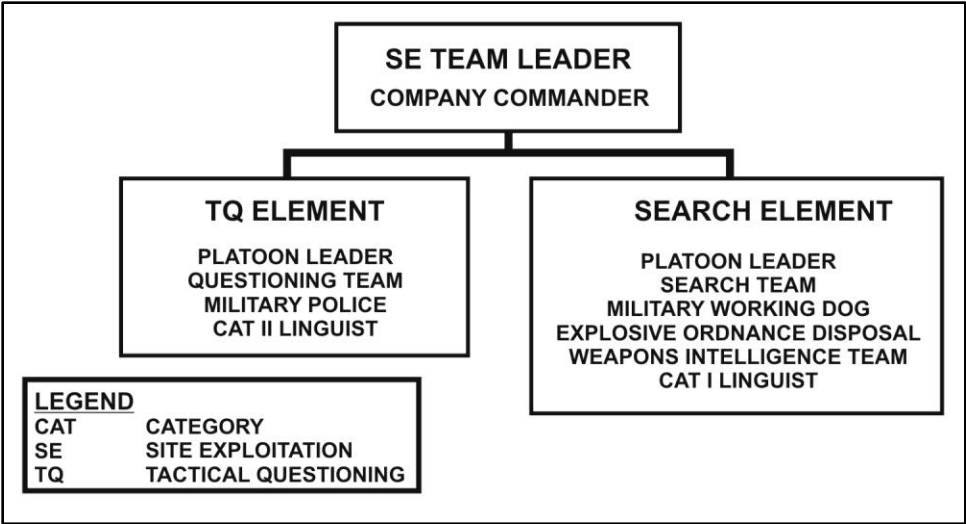 SE TEAM LEADER
COMPANY COMMANDER
TQ ELEMENT
PLATOON LEADER
QUESTIONING TEAM
MILITARY POLICE
CAT II LINGUIST
SEARCH ELEMENT
PLATOON LEADER
SEARCH TEAM
MILITARY WORKING DOG
EXPLOSIVE ORDNANCE DISPOSAL
WEAPONS INTELLIGENCE TEAM
CAT I LINGUIST
LEGEND
CAT CATEGORY
SE SITE EXPLOITATION
TQ TACTICAL QUESTIONING